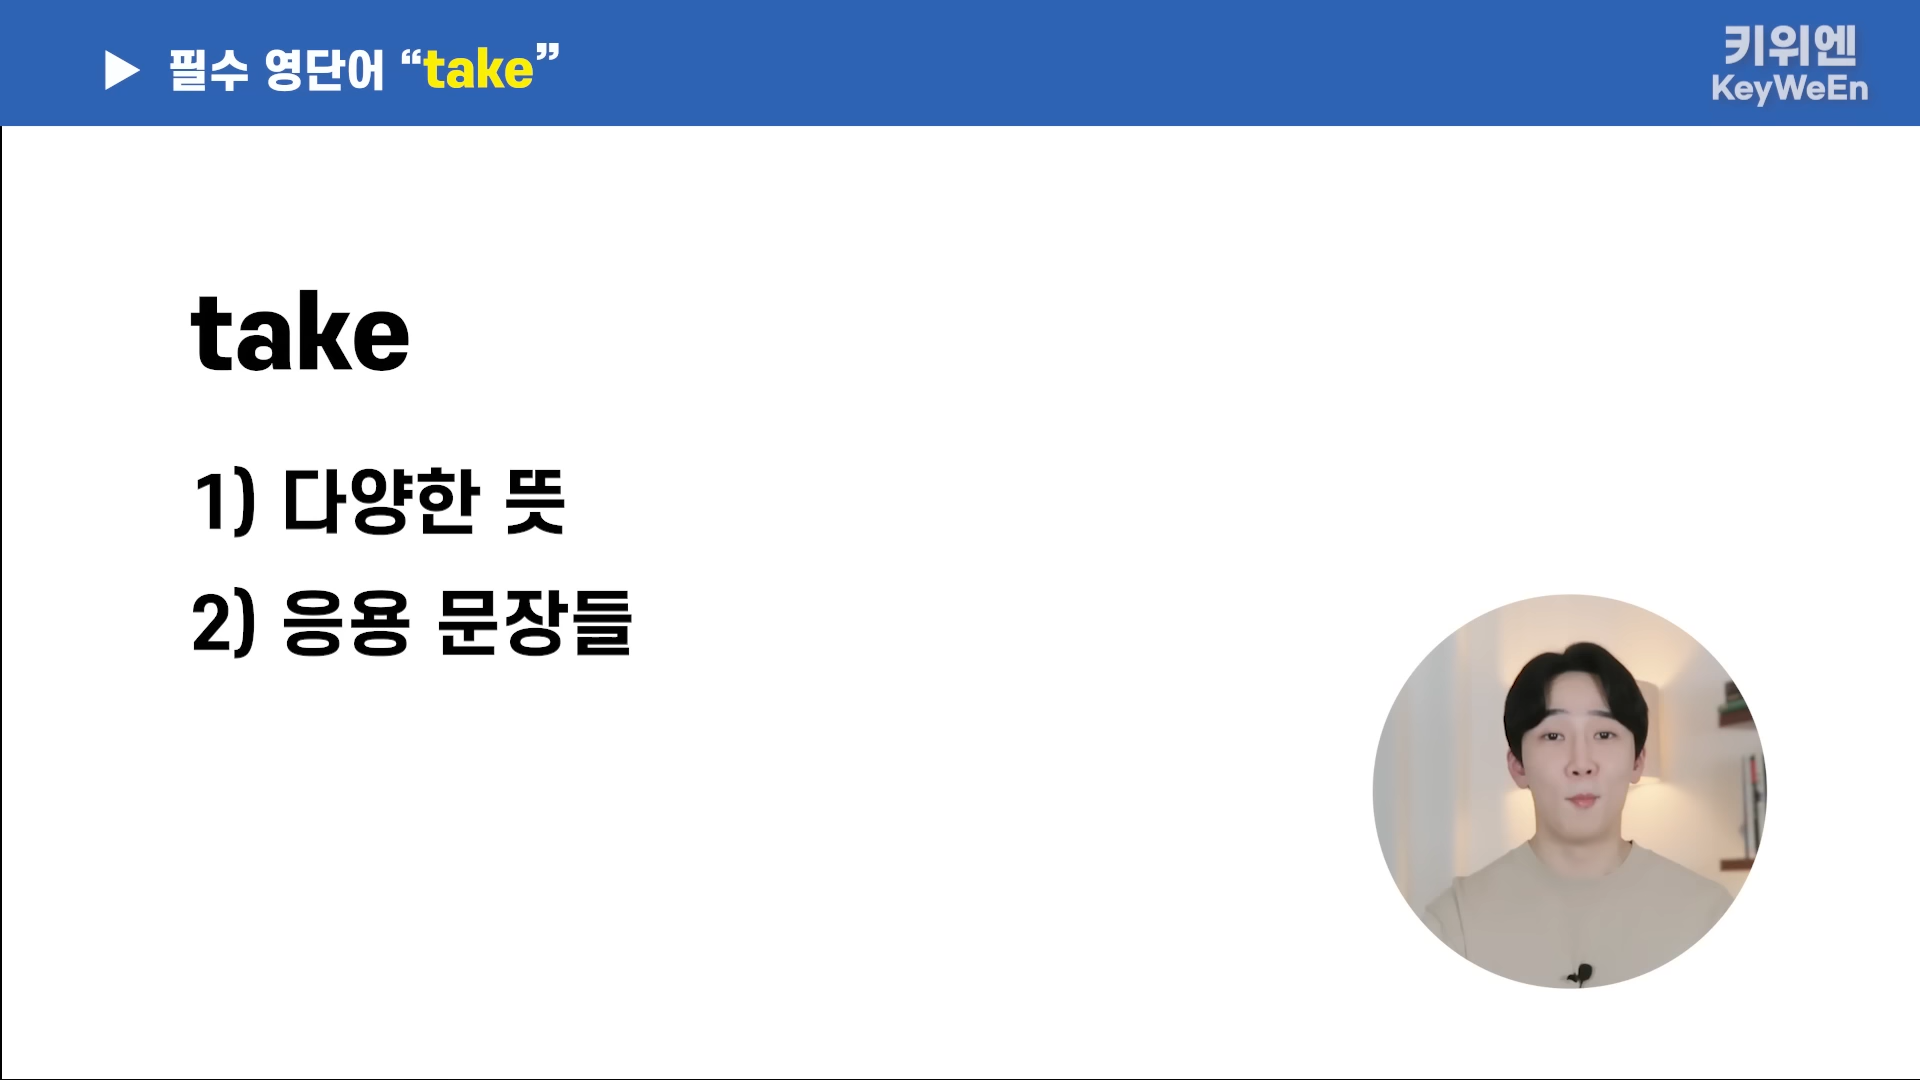 ▶ 필수 영단어 “take”
키위엔
KeyWeEn
take
1) 다양한 뜻
2) 응용 문장들